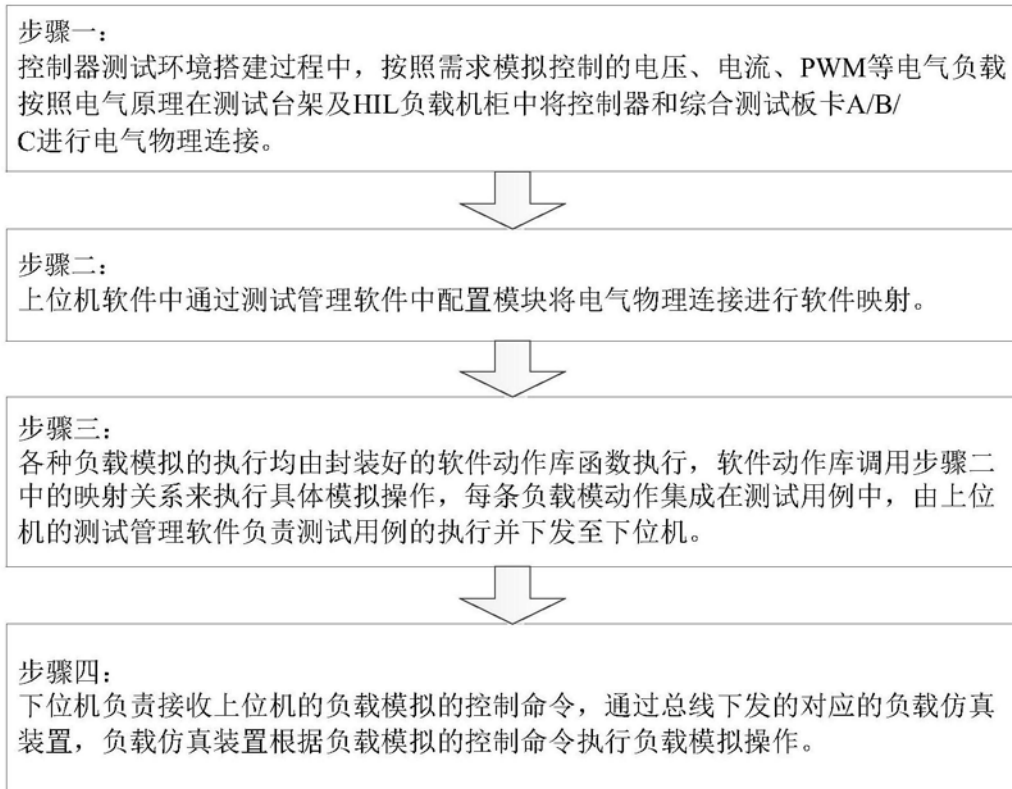 步骤一：
控制器测试环境搭建过程中，按照需求模拟控制的电压、电流、PWM等电气负载
按照电气原理在测试台架及HIL负载机柜中将控制器和综合测试板卡A/B/
C进行电气物理连接。
步骤二：
上位机软件中通过测试管理软件中配置模块将电气物理连接进行软件映射。
步骤三：
各种负载模拟的执行均由封装好的软件动作库函数执行，软件动作库调用步骤二
中的映射关系来执行具体模拟操作，每条负载模动作集成在测试用例中，由上位
机的测试管理软件负责测试用例的执行并下发至下位机。
步骤四：
下位机负责接收上位机的负载模拟的控制命令，通过总线下发的对应的负载仿真
装置，负载仿真装置根据负载模拟的控制命令执行负载模拟操作。